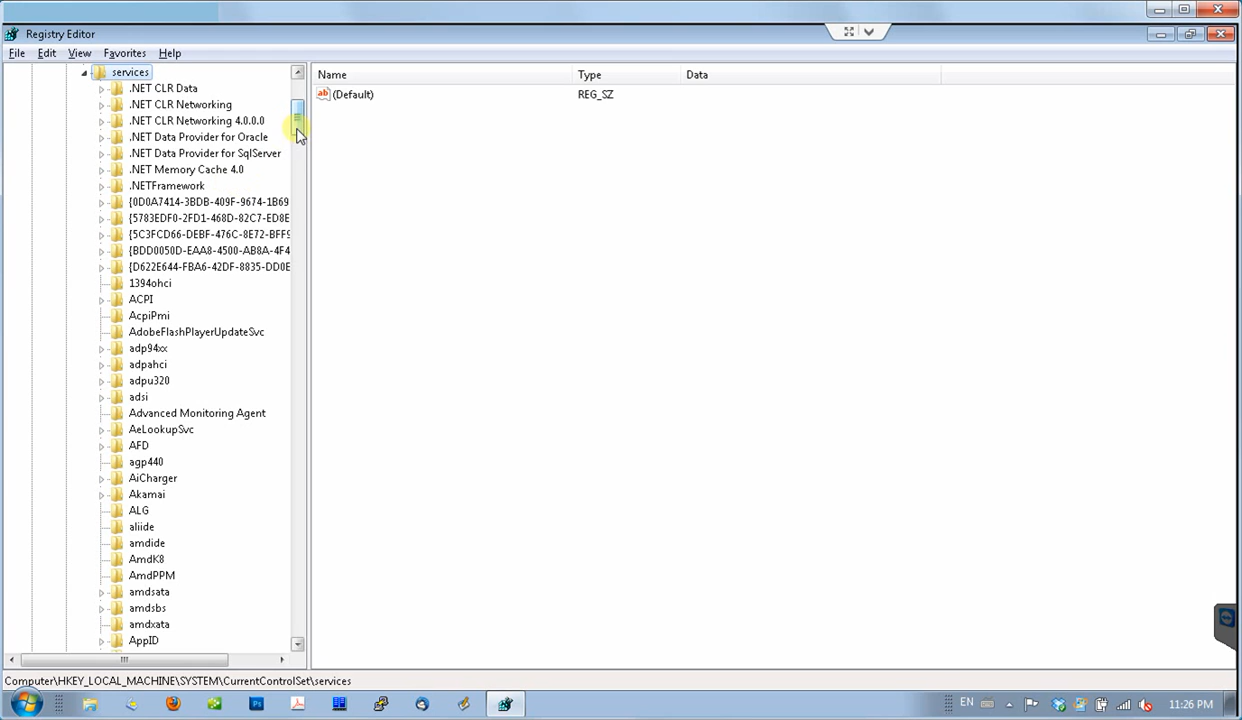 Registry Editor
File Edit View Favorites Help
services
.NET CLR Data
.NET CLR Networking
.NET CLR Networking 4.0.0.0
.NET Data Provider for Oracle
.NET Data Provider for SqlServer
.NET Memory Cache 4.0
.NETFramework
{0D0A7414-3BDB-409F-9674-1B69
{5783EDF0-2FD1-468D-82C7-ED8E
{5C3FCD66-DEBF-476C-8E72-BFF9
{BDD0050D-EAA8-4500-AB8A-4F4
{D622E644-FBA6-42DF-8835-DD0E
1394ohci
ACPI
AcpiPmi
AdobeFlashPlayerUpdateSvc
adp94xx
adpahci
adpu320
adsi
Advanced Monitoring Agent
AeLookupSvc
AFD
agp440
AiCharger
Akamai
ALG
aliide
amdide
AmdK8
AmdPPM
amdsata
amdsbs
amdxata
AppID
Name Type Data
ab (Default) REG_SZ
Computer\HKEY_LOCAL_MACHINE\SYSTEM\CurrentControlSet\services
EN 11:26 PM